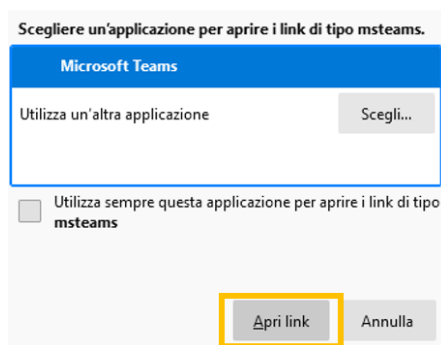 Scegliere un'applicazione per aprire i link di tipo msteams.
Microsoft Teams
Utilizza un'altra applicazione
Scegli...
Utilizza sempre questa applicazione per aprire i link di tipo
msteams
Apri link
Annulla